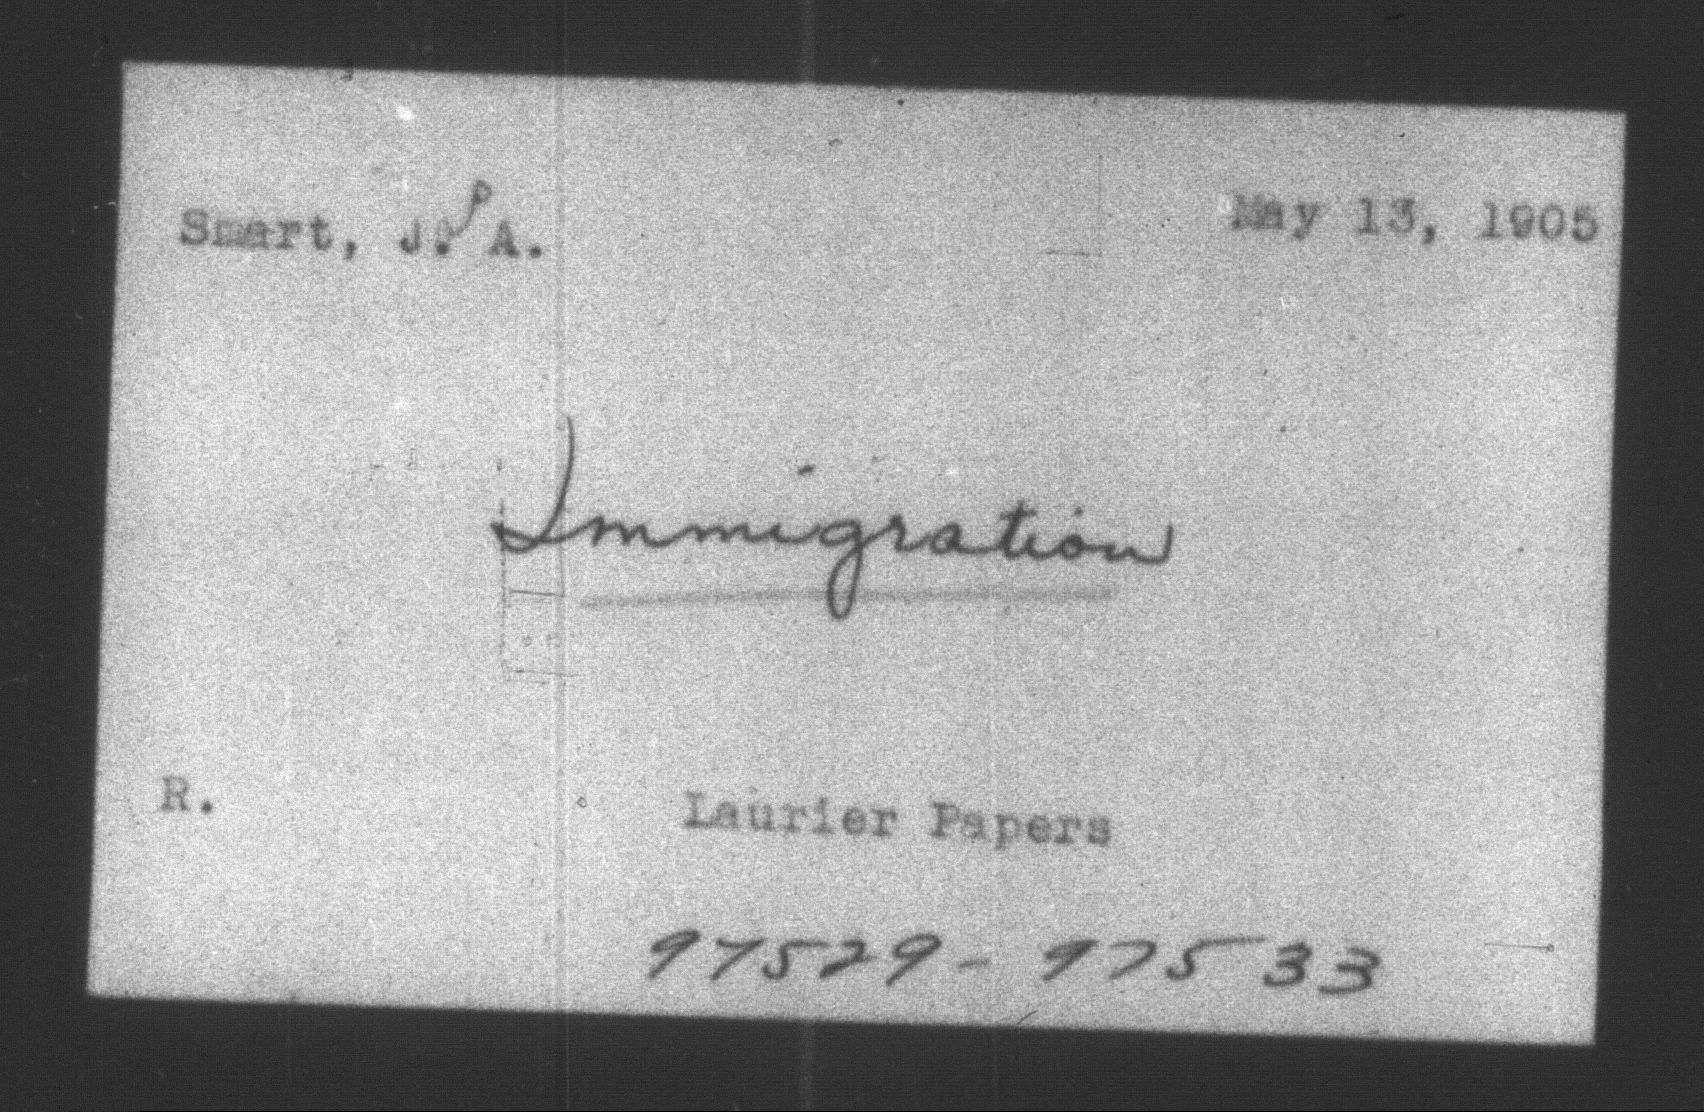 Smart, J. A. May 13, 1905
Immigration
R. Laurier Papers
97529 - 97533